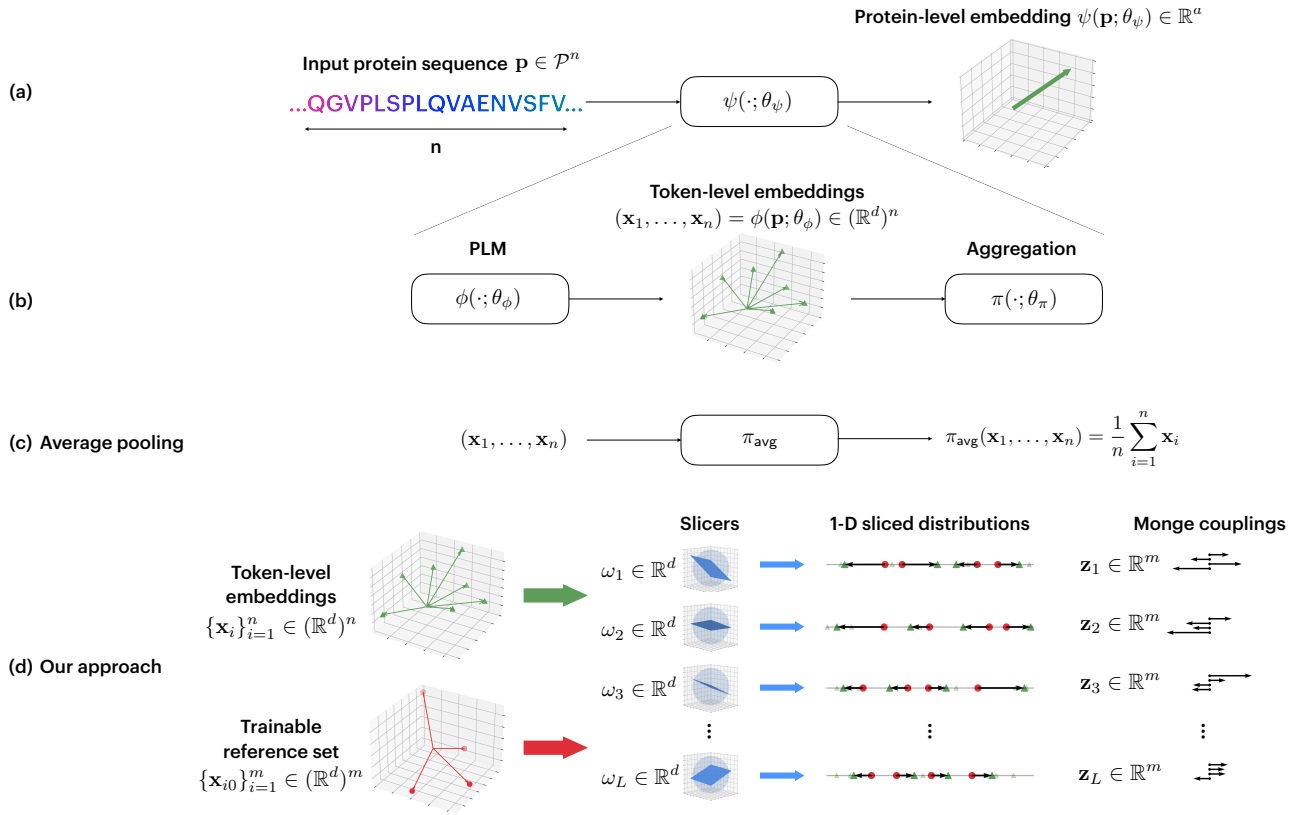 Protein-level embedding ψ(p; θ_ψ) ∈ ℝ^a
Input protein sequence p ∈ 𝒫^n
(a)
...QGVPLSPLQVAENVSFV...
ψ(·; θ_ψ)
n
Token-level embeddings
(x_1, . . . , x_n) = φ(p; θ_φ) ∈ (ℝ^d)^n
PLM
Aggregation
(b)
φ(·; θ_φ)
π(·; θ_π)
(c) Average pooling
(x_1, . . . , x_n)
π_avg
π_avg(x_1, . . . , x_n) = \frac{1}{n} \sum_{i=1}^{n} x_i
Slicers
1-D sliced distributions
Monge couplings
Token-level
embeddings
{x_i}_{i=1}^n ∈ (ℝ^d)^n
ω_1 ∈ ℝ^d
z_1 ∈ ℝ^m
ω_2 ∈ ℝ^d
z_2 ∈ ℝ^m
(d) Our approach
ω_3 ∈ ℝ^d
z_3 ∈ ℝ^m
Trainable
reference set
{x_{i0}}_{i=1}^m ∈ (ℝ^d)^m
⋮
⋮
⋮
ω_L ∈ ℝ^d
z_L ∈ ℝ^m